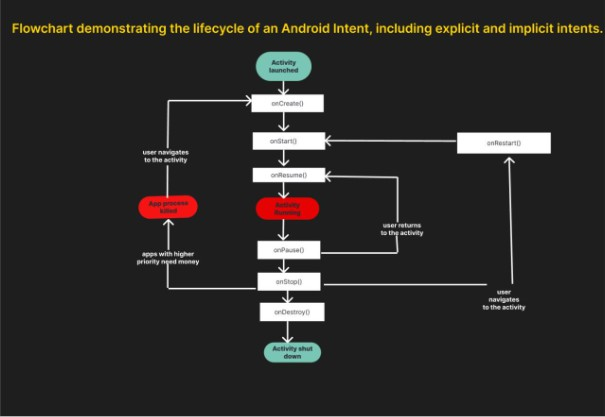 Flowchart demonstrating the lifecycle of an Android Intent, including explicit and implicit intents.
Activity
launched
onCreate()
onStart()
onRestart()
user navigates
to the activity
onResume()
App process
killed
Activity
Running
user returns
to the activity
onPause()
apps with higher
priority need money
onStop()
user
navigates
to the activity
onDestroy()
Activity shut
down